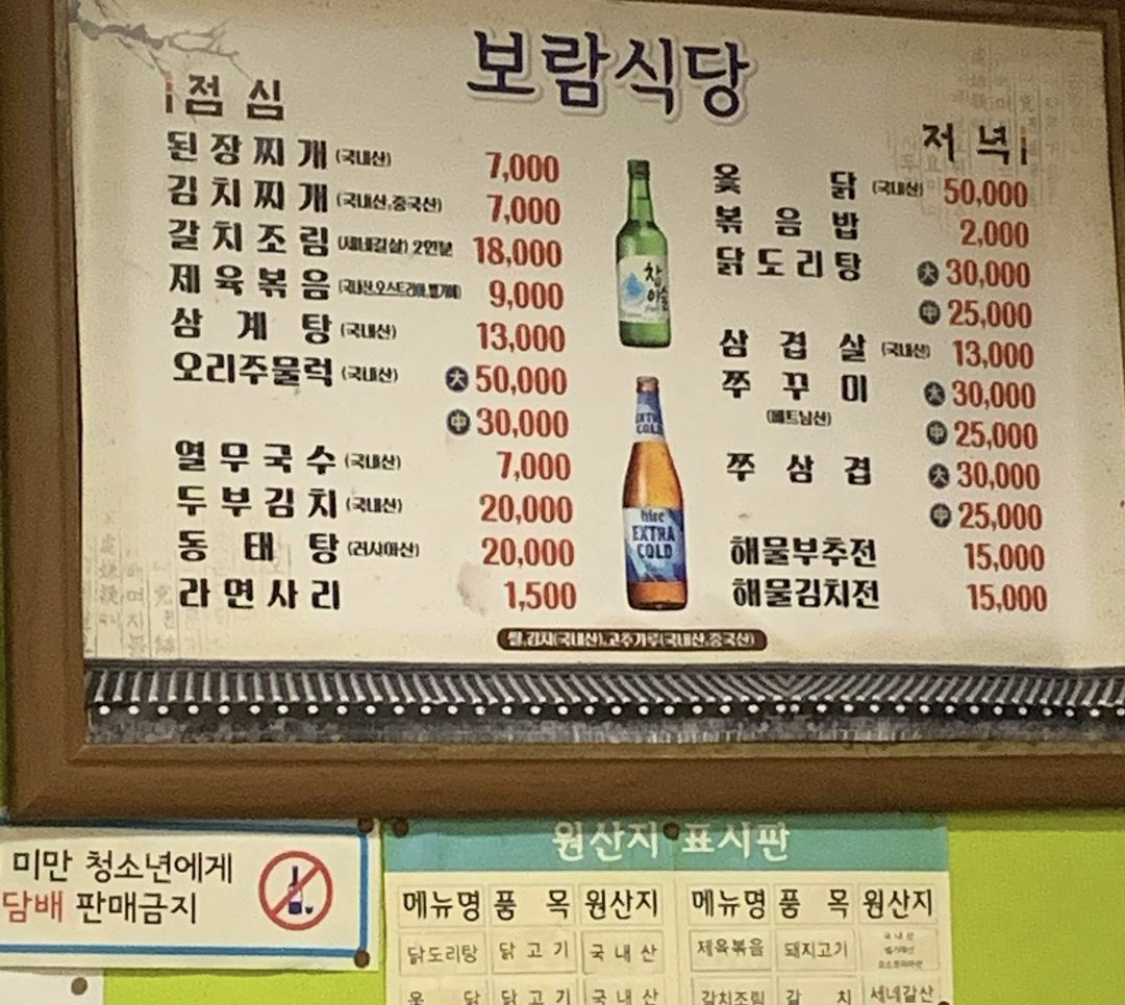 보람식당
점심
된장찌개 (국내산) 7,000
김치찌개 (국내산,중국산) 7,000
갈치조림 (세네갈살) 2인분 18,000
제육볶음 9,000
삼계탕 (국내산) 13,000
오리주물럭 (국내산) 大 50,000
中 30,000
열무국수 (국내산) 7,000
두부김치 (국내산) 20,000
동태탕 (러시아산) 20,000
라면사리 1,500
저녁
옻닭 (국내산) 50,000
볶음밥 2,000
닭도리탕 大 30,000
中 25,000
삼겹살 (국내산) 13,000
쭈꾸미 大 30,000
(베트남산) 中 25,000
쭈삼겹 大 30,000
中 25,000
해물부추전 15,000
해물김치전 15,000
참이슬
EXTRA COLD
EXTRA
COLD
쌀,김치(국내산),고추가루(국내산,중국산)
미만 청소년에게
담배 판매금지
원산지 표시판
메뉴명 품목 원산지 메뉴명 품목 원산지
닭도리탕 닭고기 국내산 제육볶음 돼지고기 국내산
옻닭 닭고기 국내산 갈치조림 갈치 세네갈산